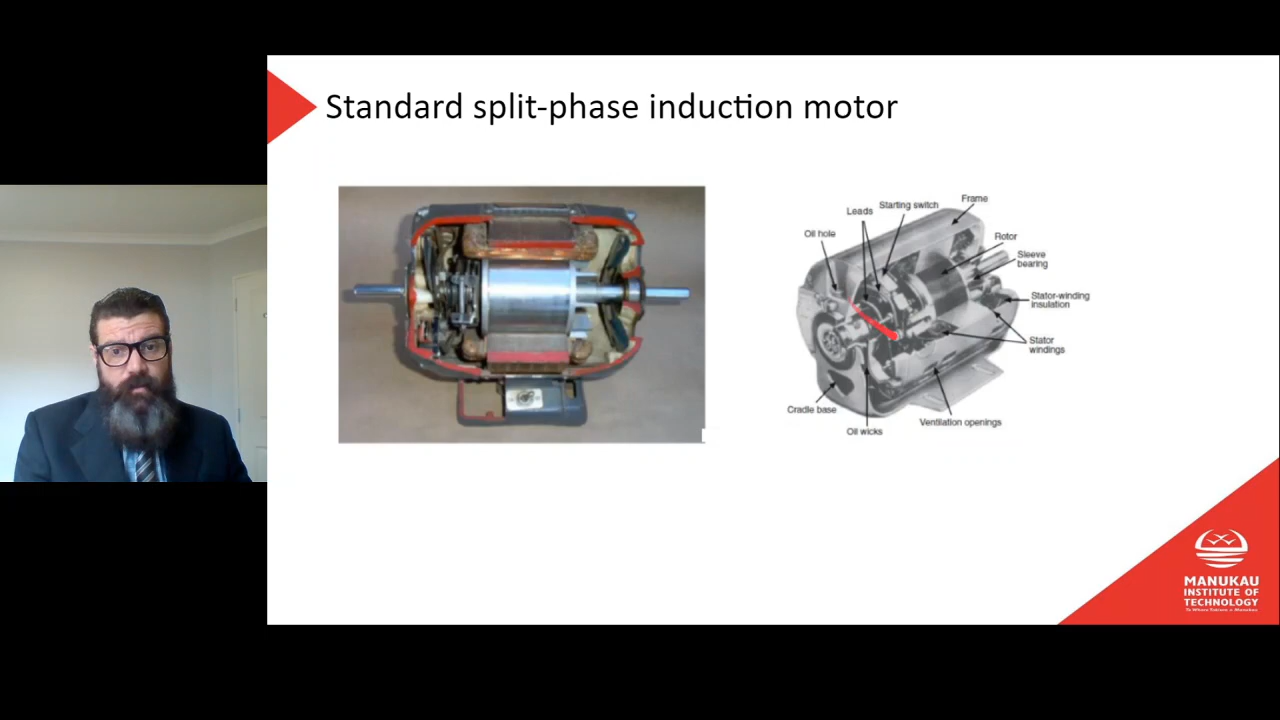 Standard split-phase induction motor
Frame
Starting switch
Leads
Oil hole
Rotor
Sleeve
bearing
Stator-winding
insulation
Stator
windings
Cradle base
Ventilation openings
Oil wicks
MANUKAU
INSTITUTE OF
TECHNOLOGY